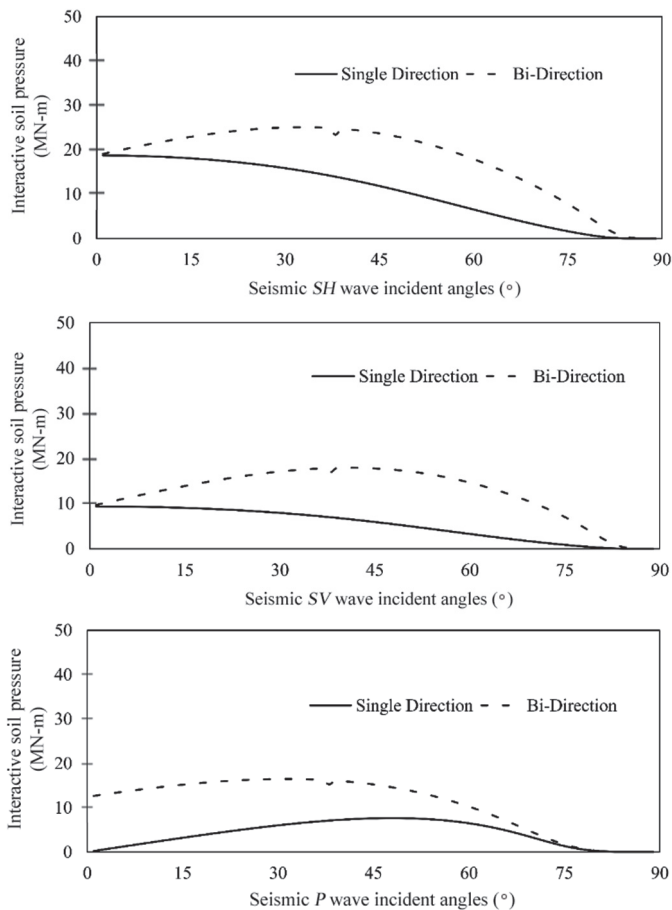 50
40
30
20
10
0
Interactive soil pressure
(MN-m)
Single Direction
Bi-Direction
0 15 30 45 60 75 90
Seismic SH wave incident angles (°)
50
40
30
20
10
0
Interactive soil pressure
(MN-m)
Single Direction
Bi-Direction
0 15 30 45 60 75 90
Seismic SV wave incident angles (°)
50
40
30
20
10
0
Interactive soil pressure
(MN-m)
Single Direction
Bi-Direction
0 15 30 45 60 75 90
Seismic P wave incident angles (°)